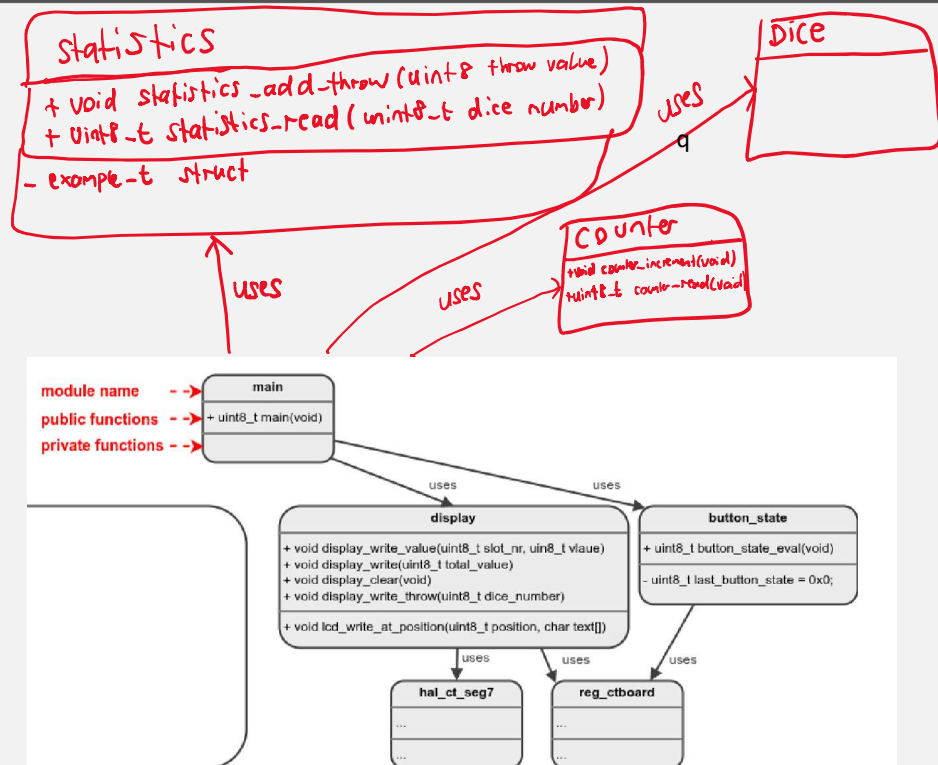 statistics
+ void statistics_add_throw(uint8 throw value)
+ uint8_t statistics_read(unint8_t dice number)
- example_t struct
Dice
uses
q
Counter
+void counter_increment(void)
+uint8_t counter_read(void)
uses
uses
module name
public functions
private functions
main
+ uint8_t main(void)
uses
uses
display
+ void display_write_value(uint8_t slot_nr, uin8_t vlaue)
+ void display_write(uint8_t total_value)
+ void display_clear(void)
+ void display_write_throw(uint8_t dice_number)
+ void lcd_write_at_position(uint8_t position, char text[])
button_state
+ uint8_t button_state_eval(void)
- uint8_t last_button_state = 0x0;
uses
uses
uses
hal_ct_seg7
...
...
reg_ctboard
...
...